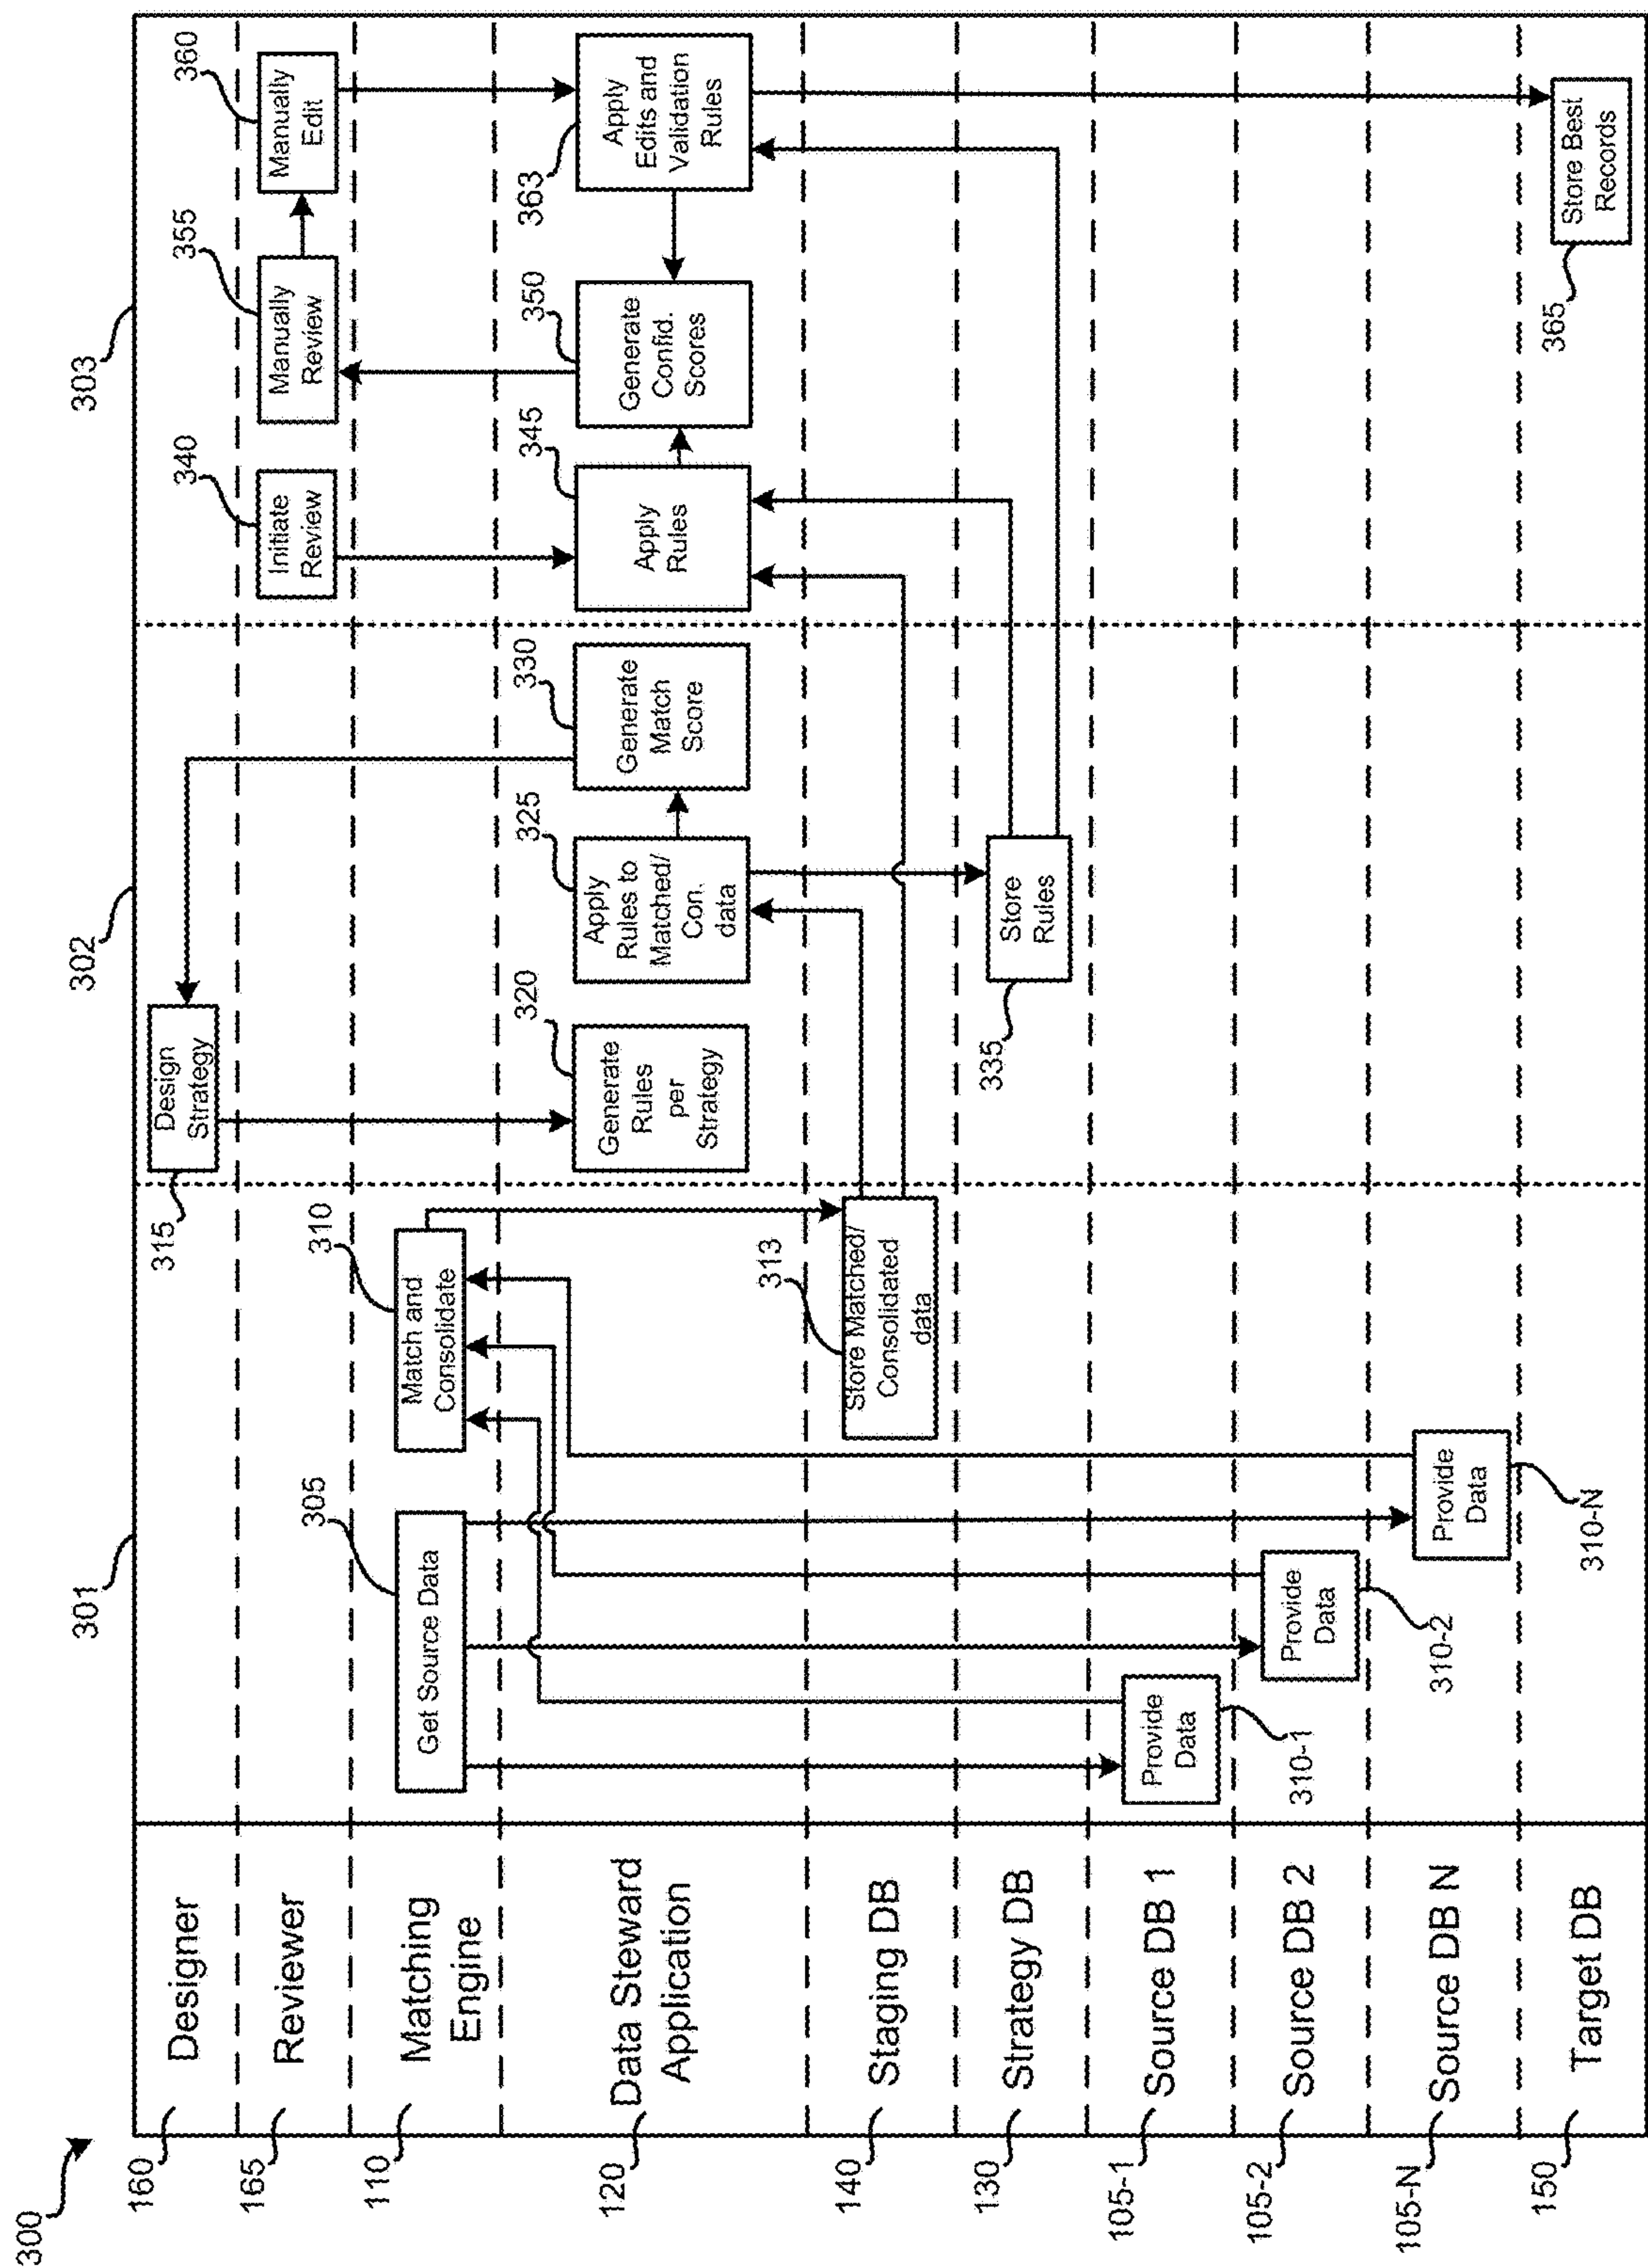 300
301
302
303
160
Designer
315
Design
Strategy
165
Reviewer
340
Initiate
Review
355
Manually
Review
360
Manually
Edit
110
Matching
Engine
305
Get Source Data
310
Match and
Consolidate
120
Data Steward
Application
320
Generate
Rules
per
Strategy
325
Apply
Rules to
Matched/
Con.
data
330
Generate
Match
Score
345
Apply
Rules
350
Generate
Confid.
Scores
363
Apply
Edits and
Validation
Rules
140
Staging DB
313
Store Matched/
Consolidated
data
130
Strategy DB
335
Store
Rules
105-1
Source DB 1
Provide
Data
310-1
105-2
Source DB 2
Provide
Data
310-2
105-N
Source DB N
Provide
Data
310-N
150
Target DB
365
Store Best
Records